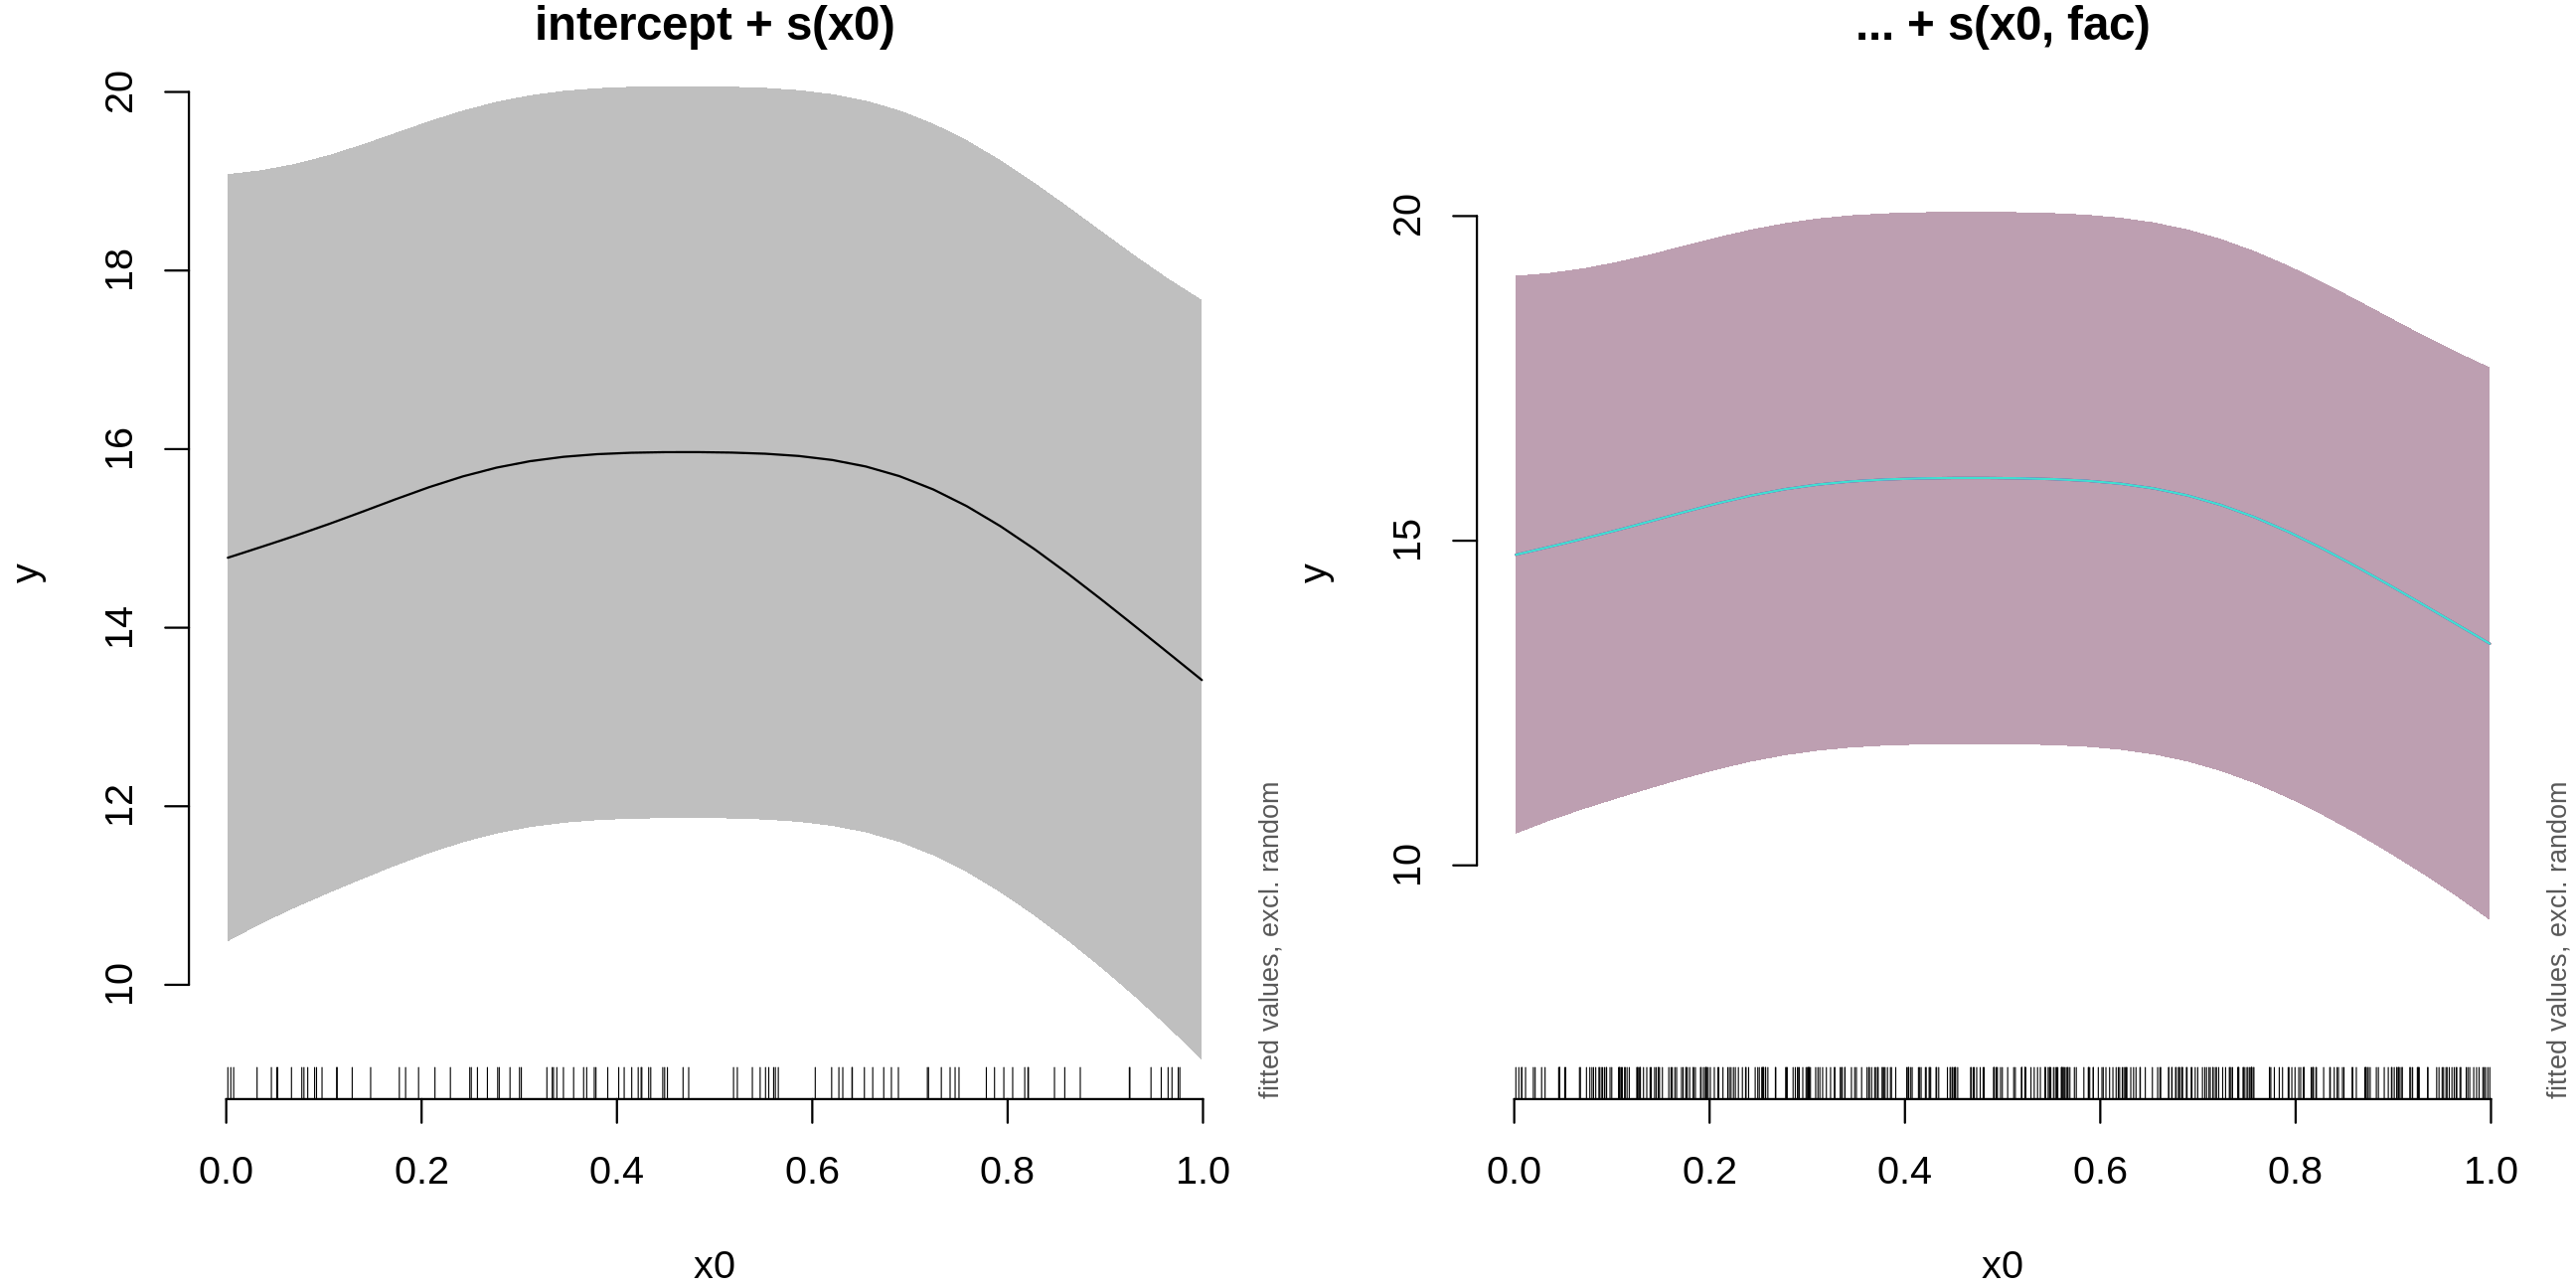 intercept + s(x0)
20
18
16
14
12
10
y
0.0 0.2 0.4 0.6 0.8 1.0
x0
fitted values, excl. random
... + s(x0, fac)
20
15
10
y
0.0 0.2 0.4 0.6 0.8 1.0
x0
fitted values, excl. random